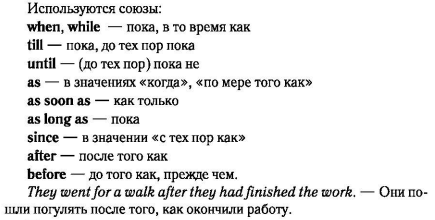 Используются союзы:
when, while — пока, в то время как
till — пока, до тех пор пока
until — (до тех пор) пока не
as — в значениях «когда», «по мере того как»
as soon as — как только
as long as — пока
since — в значении «с тех пор как»
after — после того как
before — до того как, прежде чем.
They went for a walk after they had finished the work. — Они по-
шли погулять после того, как окончили работу.